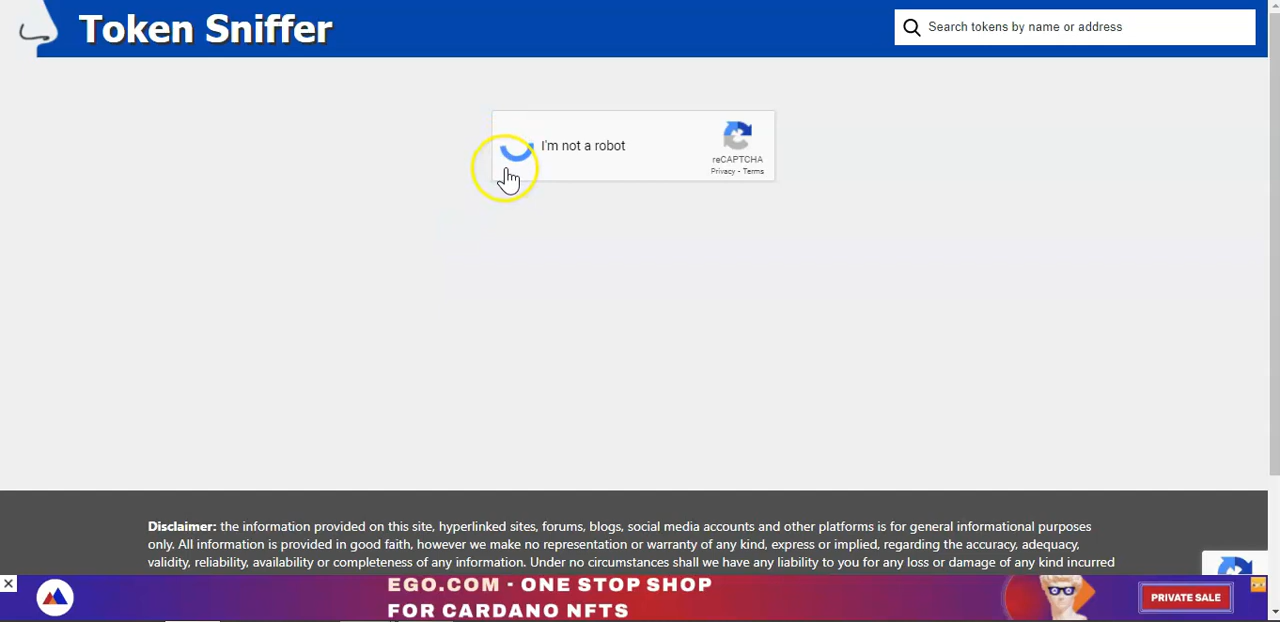 Token Sniffer
Search tokens by name or address
I'm not a robot
reCAPTCHA
Privacy - Terms
Disclaimer: the information provided on this site, hyperlinked sites, forums, blogs, social media accounts and other platforms is for general informational purposes
only. All information is provided in good faith, however we make no representation or warranty of any kind, express or implied, regarding the accuracy, adequacy,
validity, reliability, availability or completeness of any information. Under no circumstances shall we have any liability to you for any loss or damage of any kind incurred
EGO.COM - ONE STOP SHOP
FOR CARDANO NFTS
PRIVATE SALE